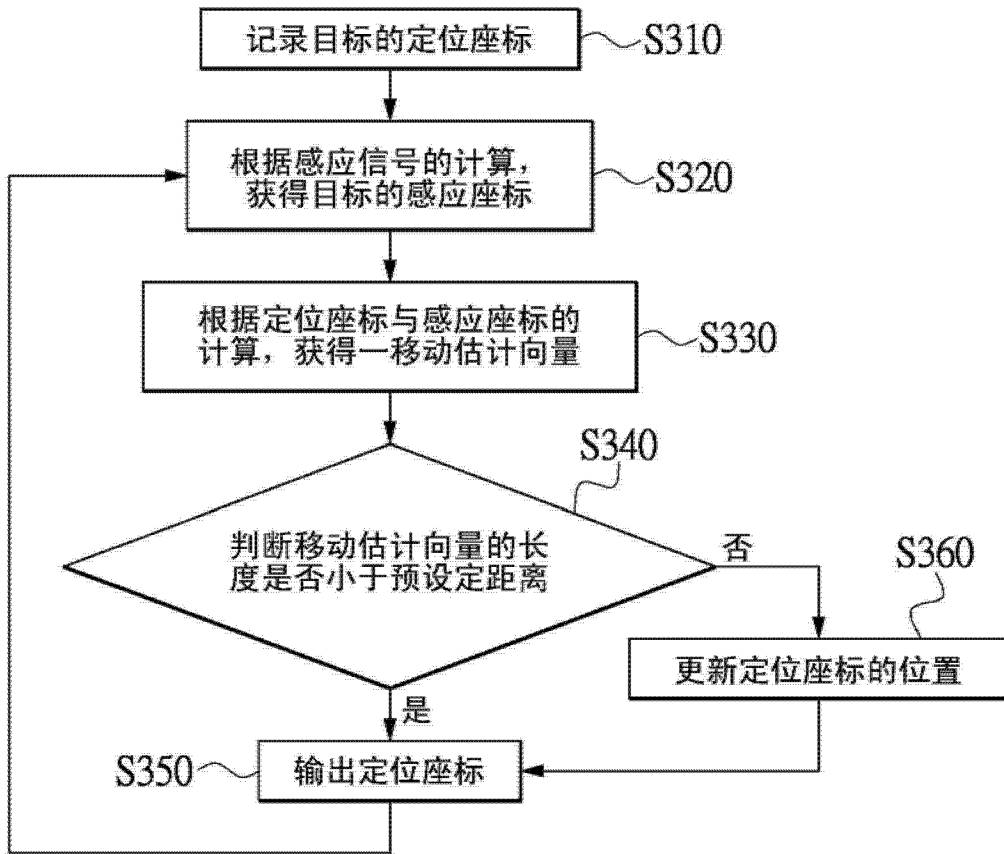 记录目标的定位座标
S310
根据感应信号的计算，
获得目标的感应座标
S320
根据定位座标与感应座标的
计算，获得一移动估计向量
S330
S340
判断移动估计向量的长
度是否小于预设定距离
否
S360
更新定位座标的位置
是
S350
输出定位座标